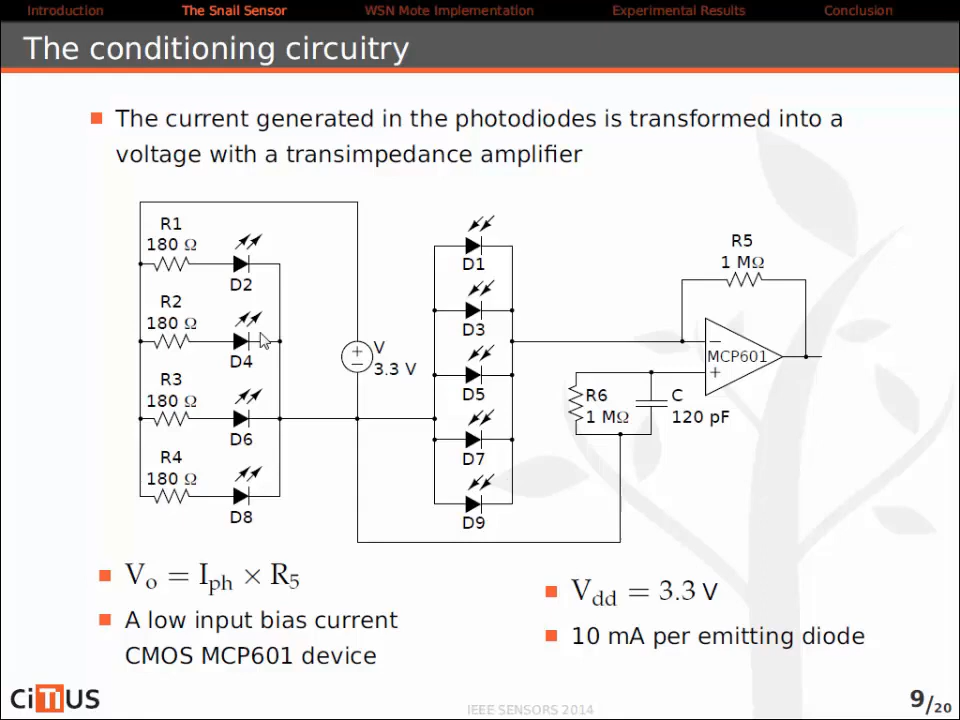 Introduction The Snail Sensor WSN Mote Implementation Experimental Results Conclusion
The conditioning circuitry
The current generated in the photodiodes is transformed into a
voltage with a transimpedance amplifier
R1
180 Ω
D2
R2
180 Ω
D4
R3
180 Ω
D6
R4
180 Ω
D8
+
−
V
3.3 V
D1
D3
D5
D7
D9
R5
1 MΩ
−
MCP601
+
R6
1 MΩ
C
120 pF
Vo = Iph × R5
A low input bias current
CMOS MCP601 device
Vdd = 3.3 V
10 mA per emitting diode
CiTIUS
IEEE SENSORS 2014
9/20